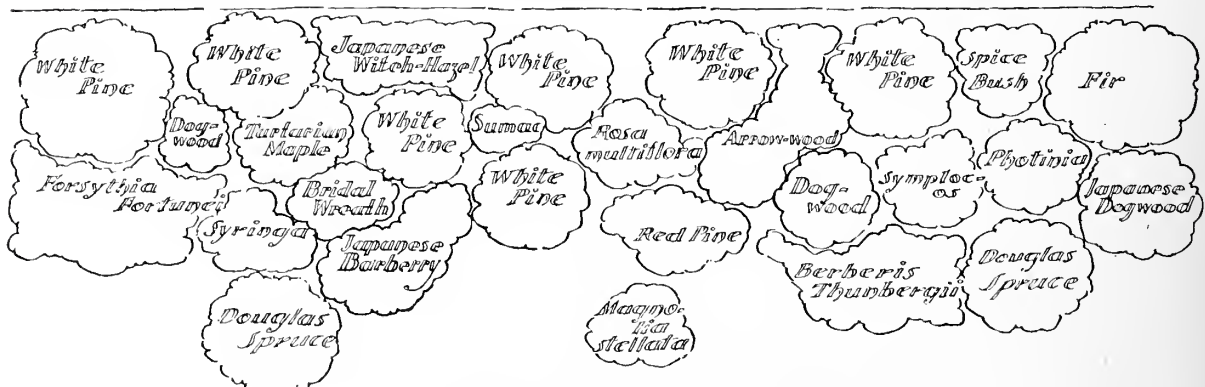 White
Pine
White
Pine
Japanese
Witch-Hazel
White
Pine
White
Pine
White
Pine
Spice
Bush
Fir
Dog-
wood
Tartarian
Maple
White
Pine
Sumac
Rosa
multiflora
Arrow-wood
Photinia
Forsythia
Fortunei
Bridal
Wreath
White
Pine
Dog-
wood
Symploc-
os
Japanese
Dogwood
Syringa
Japanese
Barberry
Red Pine
Berberis
Thunbergii
Douglas
Spruce
Douglas
Spruce
Magno-
lia
stellata